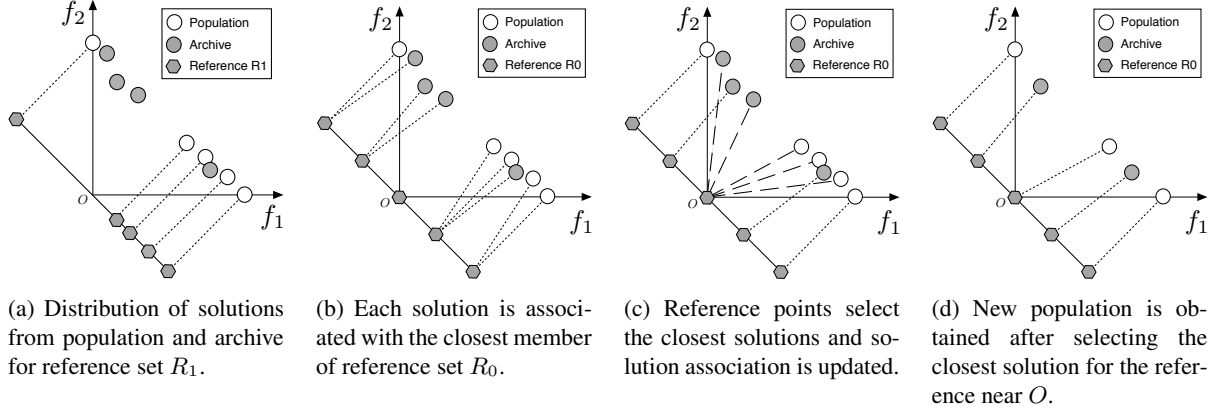 f2
Population
Archive
Reference R1
O
f1
f2
Population
Archive
Reference R0
O
f1
f2
Population
Archive
Reference R0
O
f1
f2
Population
Archive
Reference R0
O
f1
(a) Distribution of solutions
from population and archive
for reference set R1.
(b) Each solution is associ-
ated with the closest member
of reference set R0.
(c) Reference points select
the closest solutions and so-
lution association is updated.
(d) New population is ob-
tained after selecting the
closest solution for the refer-
ence near O.